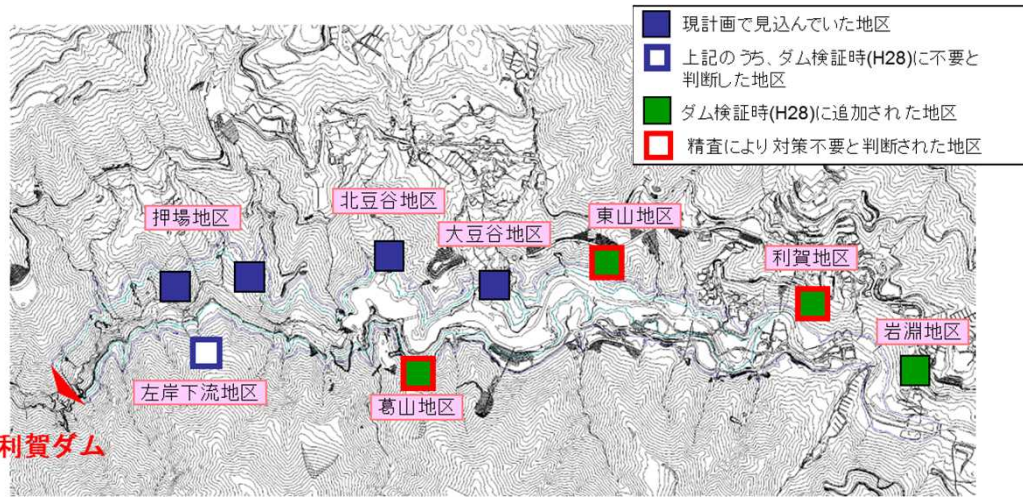 現計画で見込んでいた地区
上記のうち、ダム検証時(H28)に不要と
判断した地区
ダム検証時(H28)に追加された地区
精査により対策不要と判断された地区
北豆谷地区
押場地区
東山地区
大豆谷地区
利賀地区
岩淵地区
左岸下流地区
葛山地区
利賀ダム